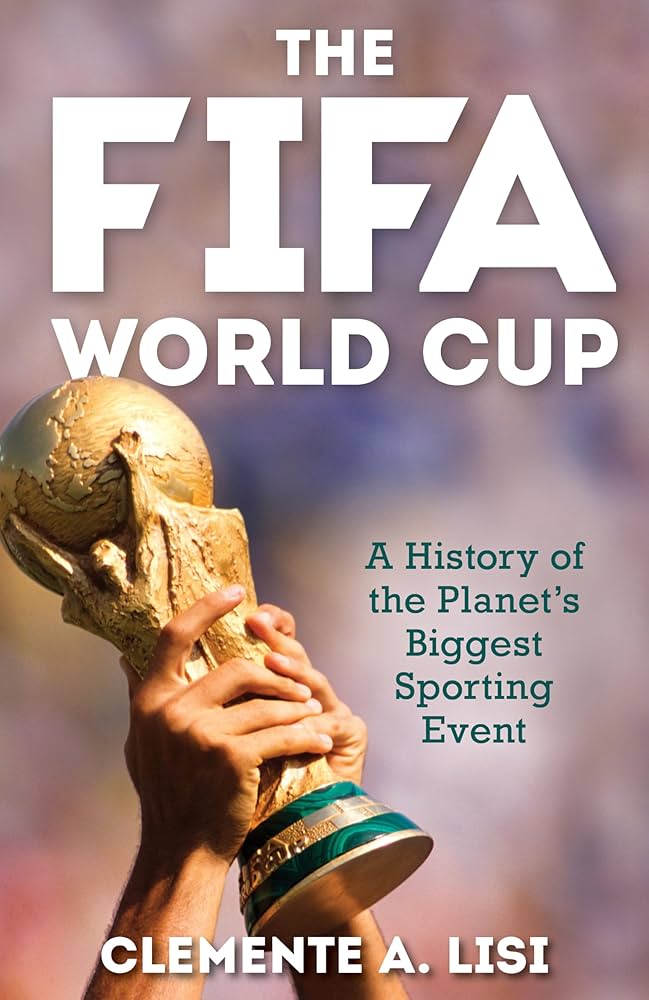 THE
FIFA
WORLD CUP
A History of
the Planet's
Biggest
Sporting
Event
CLEMENTE A. LISI